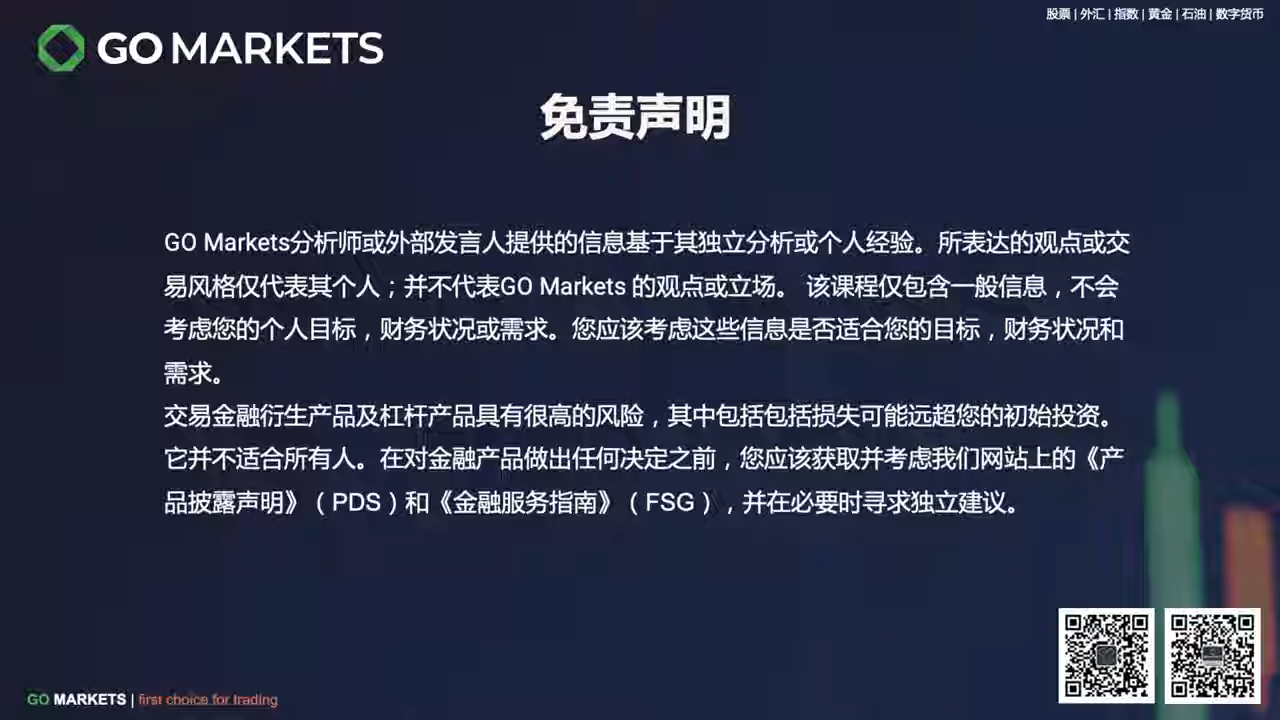 股票 | 外汇 | 指数 | 黄金 | 石油 | 数字货币
GO MARKETS
免责声明
GO Markets分析师或外部发言人提供的信息基于其独立分析或个人经验。所表达的观点或交
易风格仅代表其个人；并不代表GO Markets 的观点或立场。 该课程仅包含一般信息，不会
考虑您的个人目标，财务状况或需求。您应该考虑这些信息是否适合您的目标，财务状况和
需求。
交易金融衍生产品及杠杆产品具有很高的风险，其中包括包括损失可能远超您的初始投资。
它并不适合所有人。在对金融产品做出任何决定之前，您应该获取并考虑我们网站上的《产
品披露声明》（PDS）和《金融服务指南》（FSG），并在必要时寻求独立建议。
GO MARKETS | first choice for trading